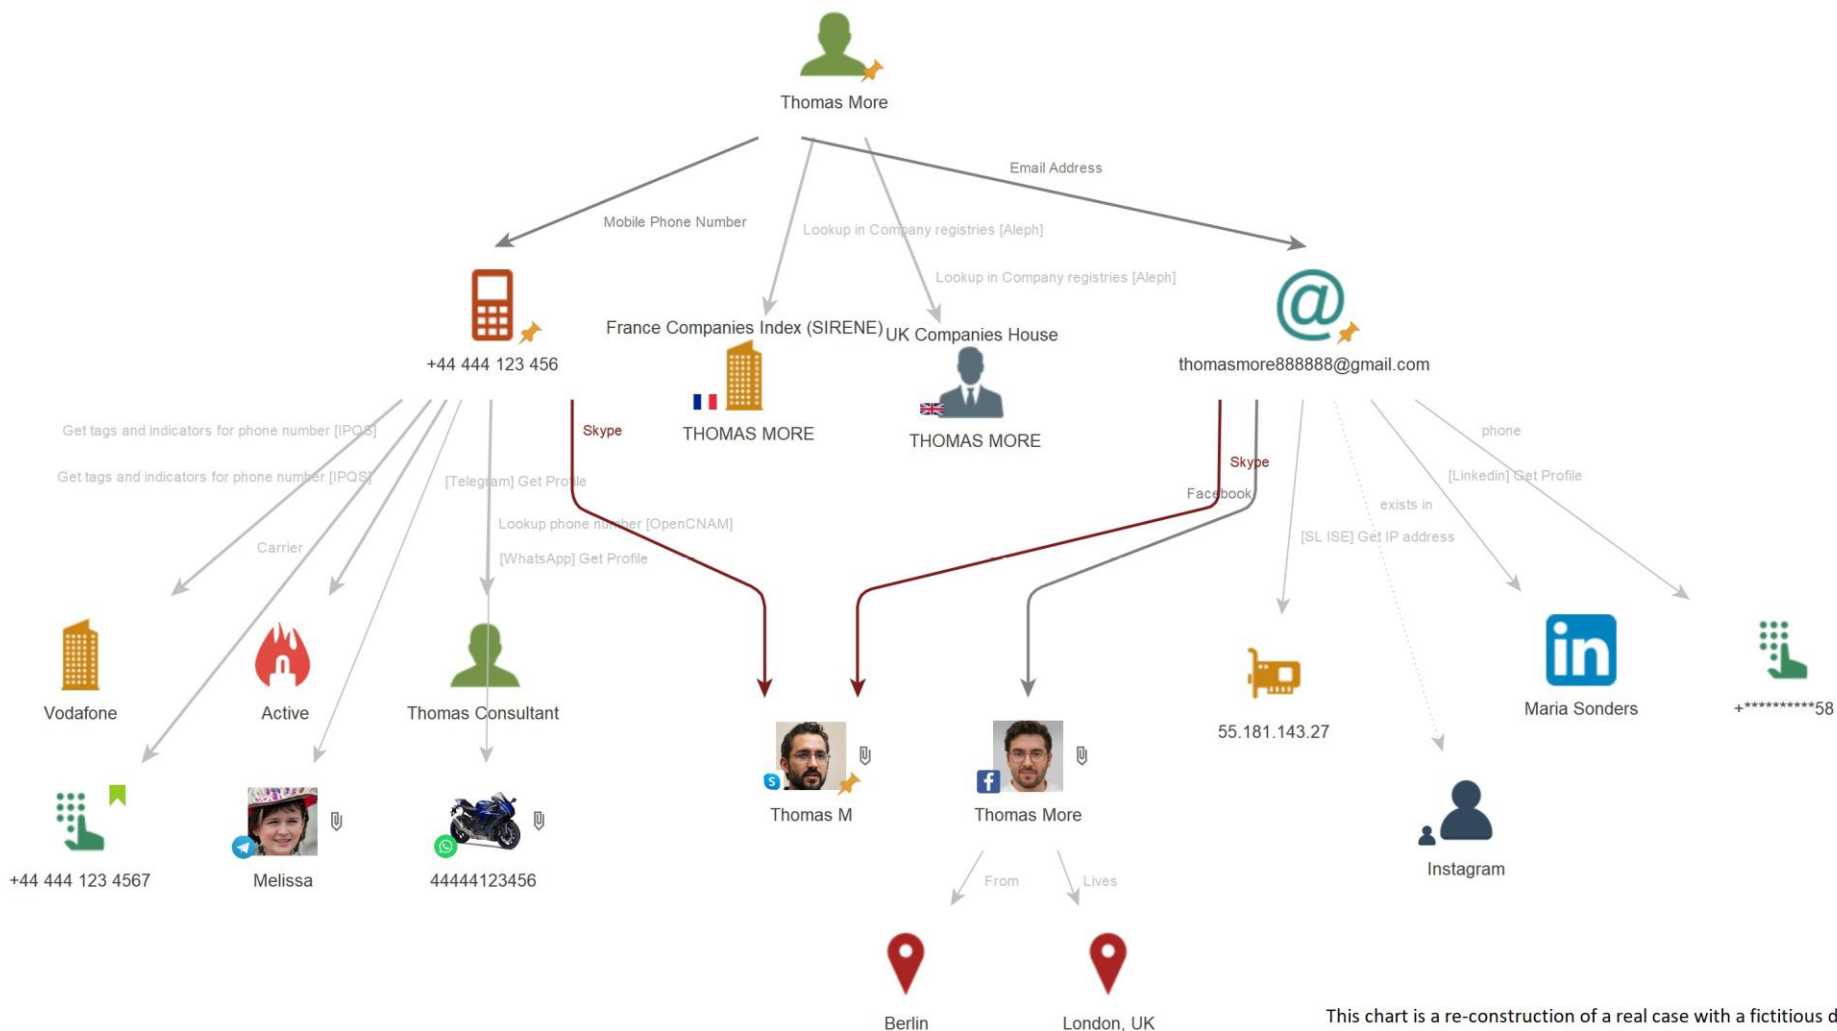 Thomas More
Email Address
Mobile Phone Number
Lookup in Company registries [Aleph]
Lookup in Company registries [Aleph]
France Companies Index (SIRENE)
UK Companies House
+44 444 123 456
thomasmore888888@gmail.com
THOMAS MORE
THOMAS MORE
Get tags and indicators for phone number [IPQS]
Skype
phone
Skype
Get tags and indicators for phone number [IPQS]
[Telegram] Get Profile
[Linkedin] Get Profile
Facebook
exists in
Lookup phone number [OpenCNAM]
[SL ISE] Get IP address
Carrier
[WhatsApp] Get Profile
Vodafone
Active
Thomas Consultant
55.181.143.27
in
Maria Sonders
+**********58
S
f
Thomas M
Thomas More
+44 444 123 4567
Melissa
44444123456
Instagram
From
Lives
Berlin
London, UK
This chart is a re-construction of a real case with a fictitious d